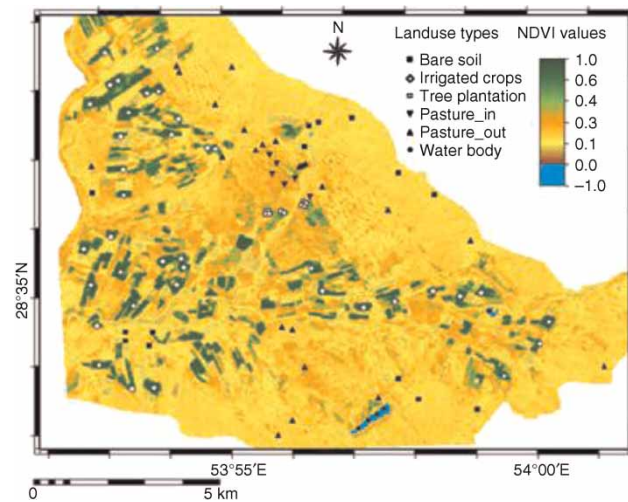 N
Landuse types
Bare soil
Irrigated crops
Tree plantation
Pasture_in
Pasture_out
Water body
NDVI values
1.0
0.6
0.4
0.3
0.1
0.0
−1.0
28°35′N
53°55′E
54°00′E
0
5 km